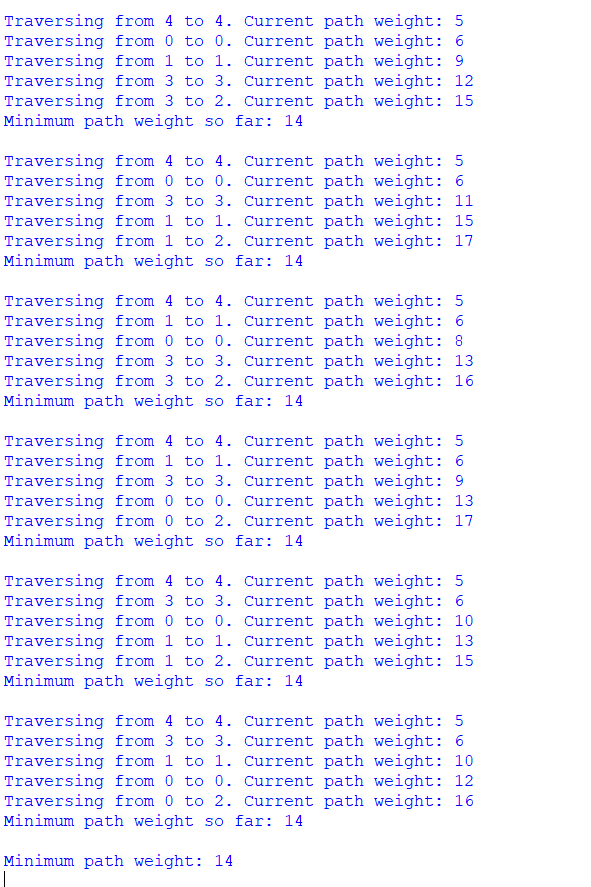 Traversing from 4 to 4. Current path weight: 5
Traversing from 0 to 0. Current path weight: 6
Traversing from 1 to 1. Current path weight: 9
Traversing from 3 to 3. Current path weight: 12
Traversing from 3 to 2. Current path weight: 15
Minimum path weight so far: 14

Traversing from 4 to 4. Current path weight: 5
Traversing from 0 to 0. Current path weight: 6
Traversing from 3 to 3. Current path weight: 11
Traversing from 1 to 1. Current path weight: 15
Traversing from 1 to 2. Current path weight: 17
Minimum path weight so far: 14

Traversing from 4 to 4. Current path weight: 5
Traversing from 1 to 1. Current path weight: 6
Traversing from 0 to 0. Current path weight: 8
Traversing from 3 to 3. Current path weight: 13
Traversing from 3 to 2. Current path weight: 16
Minimum path weight so far: 14

Traversing from 4 to 4. Current path weight: 5
Traversing from 1 to 1. Current path weight: 6
Traversing from 3 to 3. Current path weight: 9
Traversing from 0 to 0. Current path weight: 13
Traversing from 0 to 2. Current path weight: 17
Minimum path weight so far: 14

Traversing from 4 to 4. Current path weight: 5
Traversing from 3 to 3. Current path weight: 6
Traversing from 0 to 0. Current path weight: 10
Traversing from 1 to 1. Current path weight: 13
Traversing from 1 to 2. Current path weight: 15
Minimum path weight so far: 14

Traversing from 4 to 4. Current path weight: 5
Traversing from 3 to 3. Current path weight: 6
Traversing from 1 to 1. Current path weight: 10
Traversing from 0 to 0. Current path weight: 12
Traversing from 0 to 2. Current path weight: 16
Minimum path weight so far: 14

Minimum path weight: 14